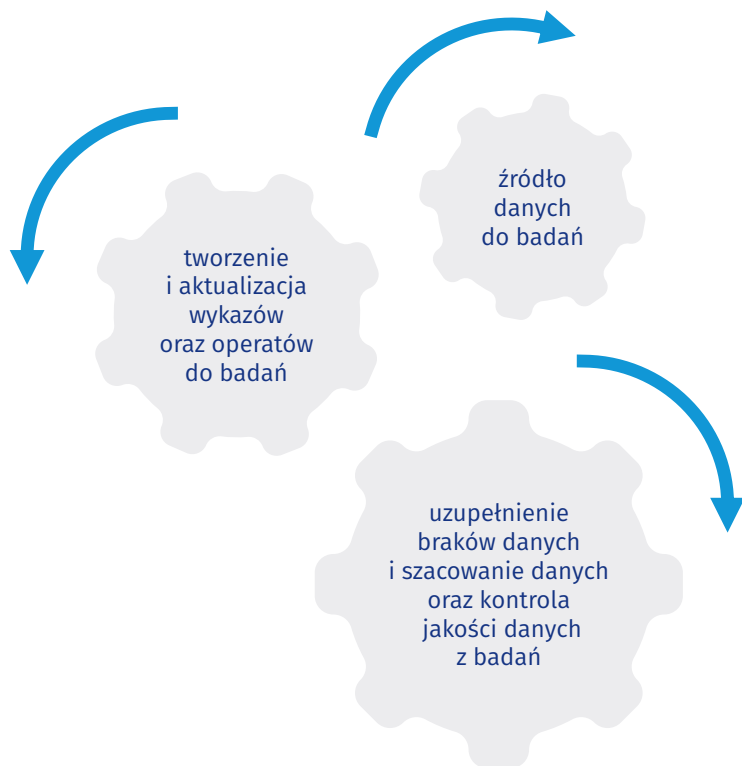 źródło
danych
do badań
tworzenie
i aktualizacja
wykazów
oraz operatów
do badań
uzupełnienie
braków danych
i szacowanie danych
oraz kontrola
jakości danych
z badań